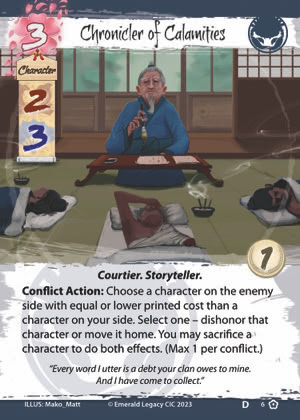 3
Chronicler of Calamities
Character
2
3
1
Courtier. Storyteller.
Conflict Action: Choose a character on the enemy
side with equal or lower printed cost than a
character on your side. Select one – dishonor that
character or move it home. You may sacrifice a
character to do both effects. (Max 1 per conflict.)
“Every word I utter is a debt your clan owes to mine.
And I have come to collect.”
ILLUS: Mako_Matt © Emerald Legacy CIC 2023 D 6